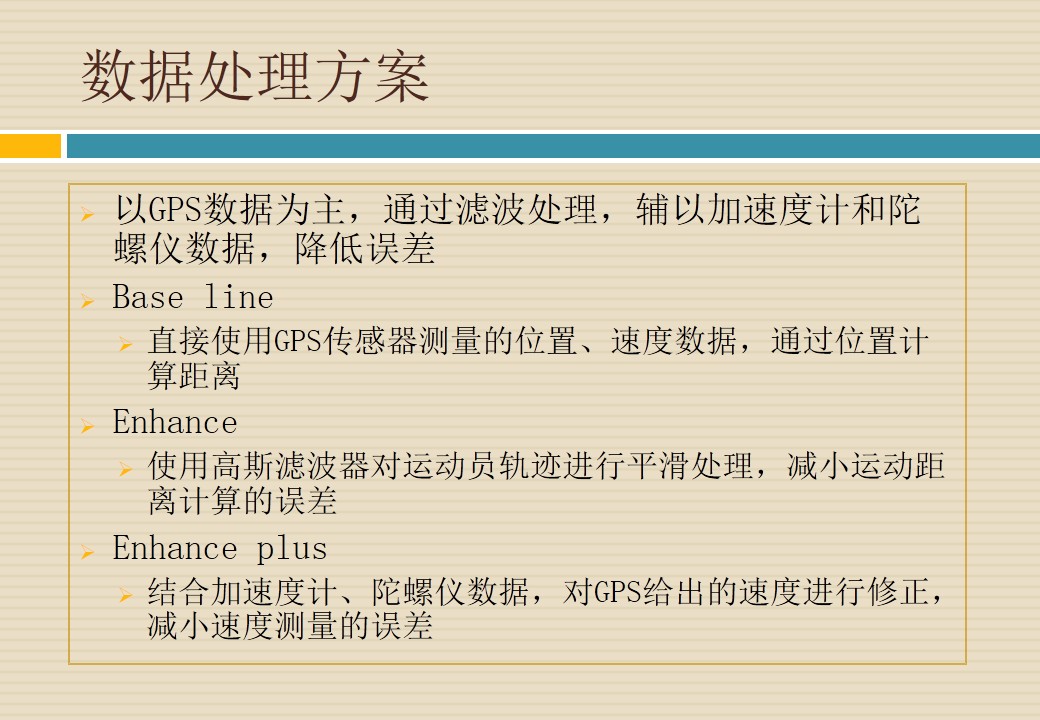 数据处理方案
以GPS数据为主，通过滤波处理，辅以加速度计和陀
螺仪数据，降低误差
Base line
直接使用GPS传感器测量的位置、速度数据，通过位置计
算距离
Enhance
使用高斯滤波器对运动员轨迹进行平滑处理，减小运动距
离计算的误差
Enhance plus
结合加速度计、陀螺仪数据，对GPS给出的速度进行修正，
减小速度测量的误差